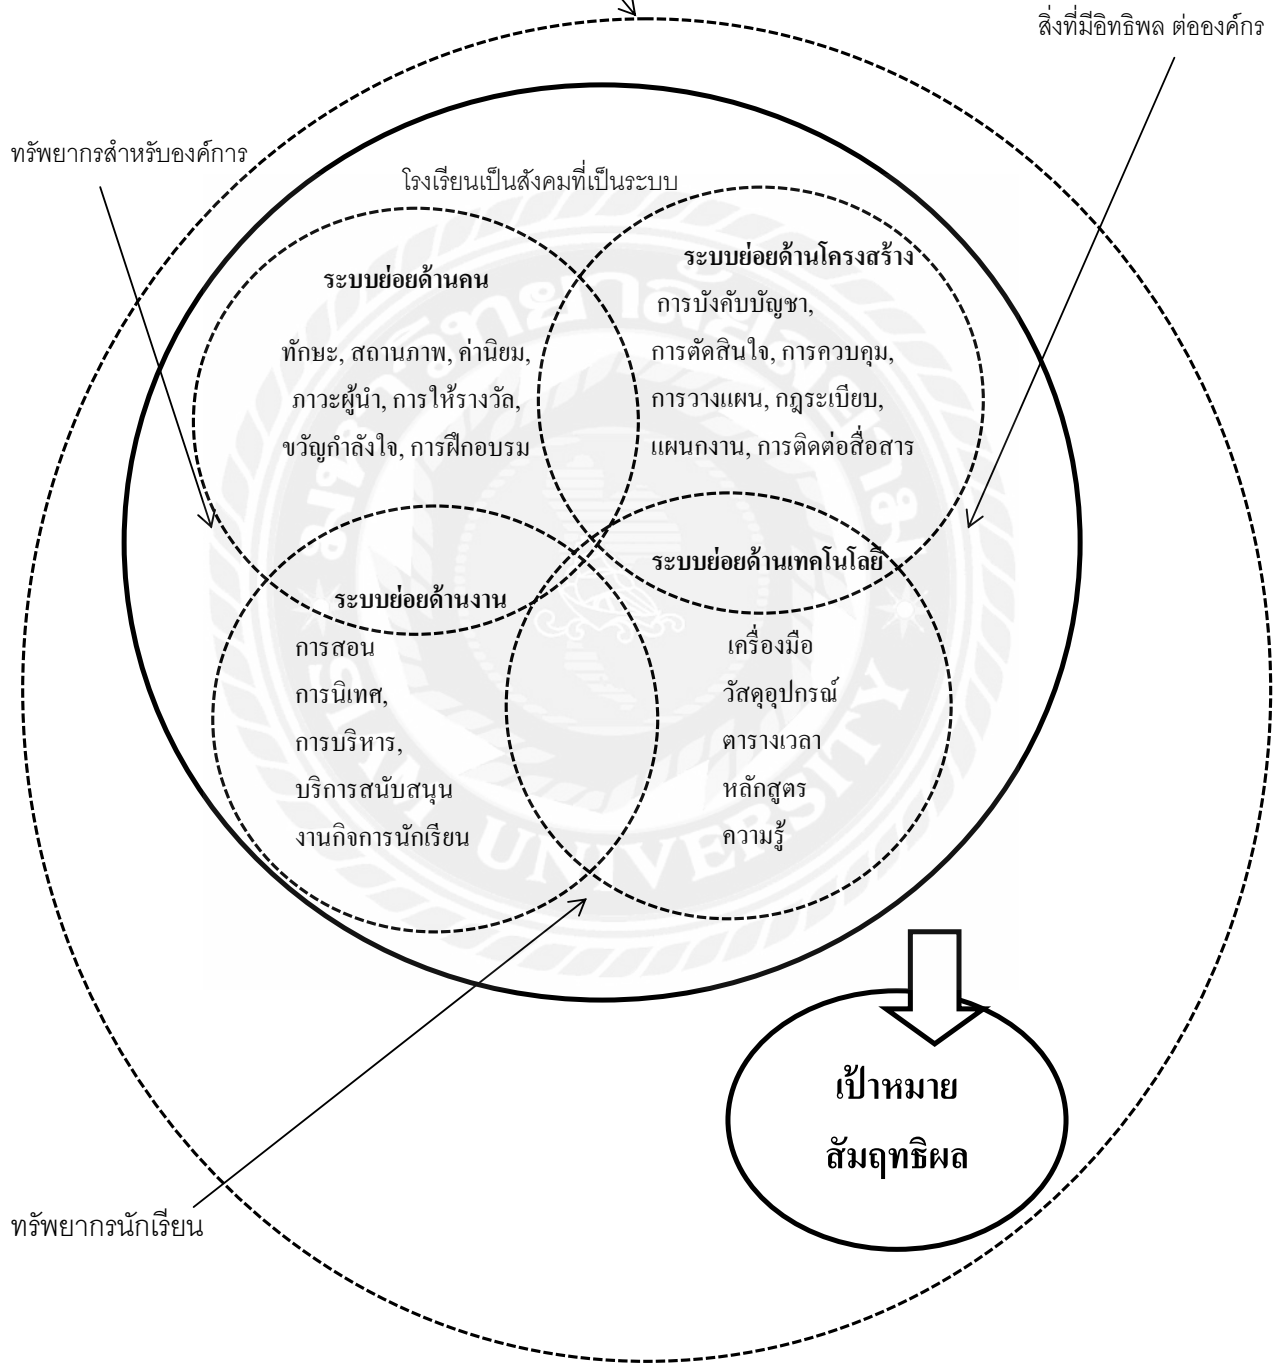 สิ่งที่มีอิทธิพล ต่อองค์กร
ทรัพยากรสำหรับองค์การ
โรงเรียนเป็นสังคมที่เป็นระบบ
ระบบย่อยด้านคน
ทักษะ, สถานภาพ, ค่านิยม,
ภาวะผู้นำ, การให้รางวัล,
ขวัญกำลังใจ, การฝึกอบรม
ระบบย่อยด้านโครงสร้าง
การบังคับบัญชา,
การตัดสินใจ, การควบคุม,
การวางแผน, กฎระเบียบ,
แผนกงาน, การติดต่อสื่อสาร
ระบบย่อยด้านงาน
การสอน
การนิเทศ,
การบริหาร,
บริการสนับสนุน
งานกิจการนักเรียน
ระบบย่อยด้านเทคโนโลยี
เครื่องมือ
วัสดุอุปกรณ์
ตารางเวลา
หลักสูตร
ความรู้
เป้าหมาย
สัมฤทธิผล
ทรัพยากรนักเรียน
มหาวิทยาลัยสยาม
SIAM UNIVERSITY